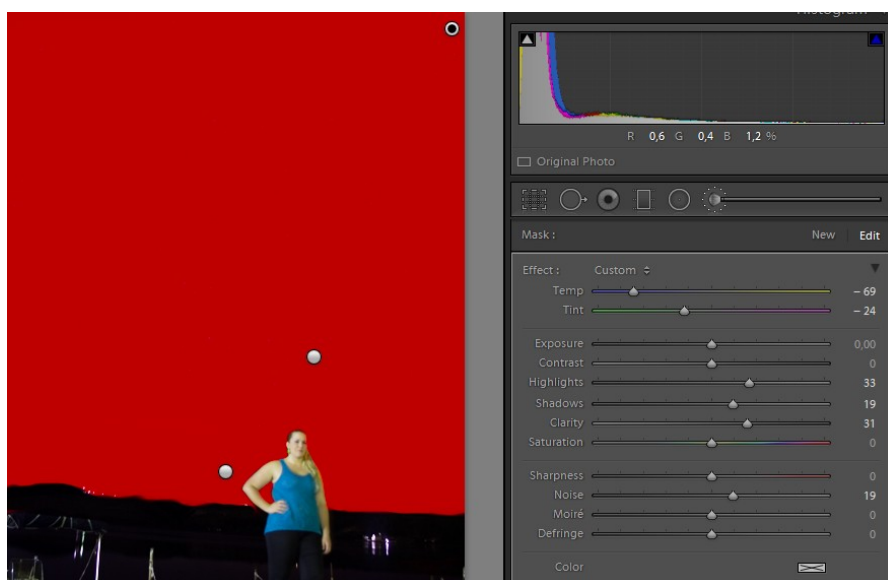 Histogram
R 0,6 G 0,4 B 1,2 %
Original Photo
Mask : New Edit
Effect : Custom
Temp – 69
Tint – 24
Exposure 0,00
Contrast 0
Highlights 33
Shadows 19
Clarity 31
Saturation 0
Sharpness 0
Noise 19
Moiré 0
Defringe 0
Color